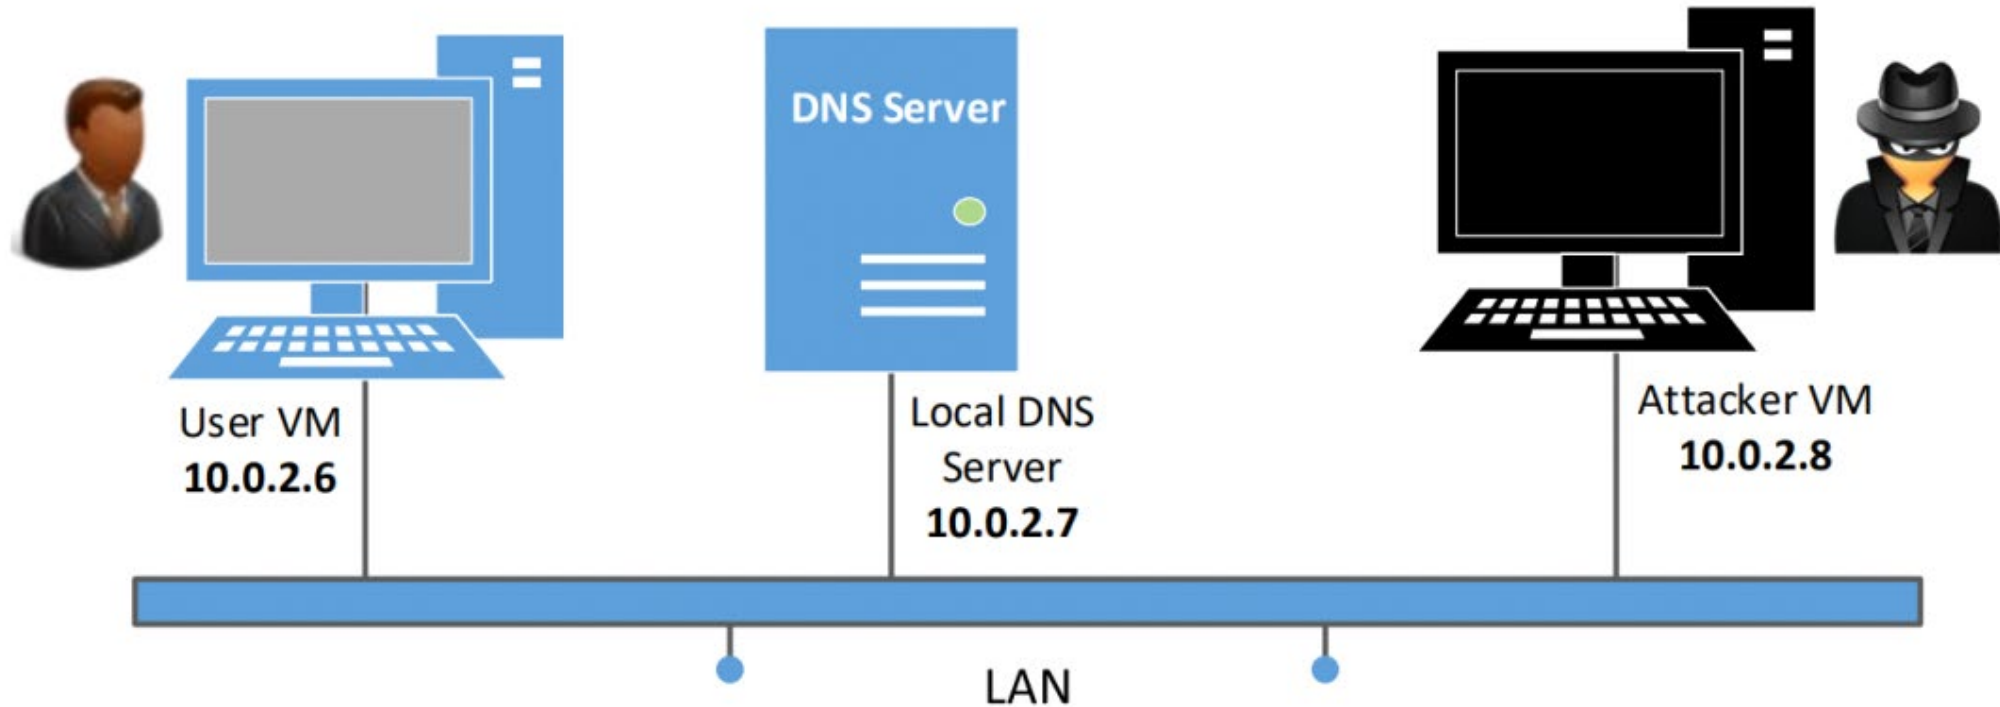 DNS Server
User VM
10.0.2.6
Local DNS
Server
10.0.2.7
Attacker VM
10.0.2.8
LAN